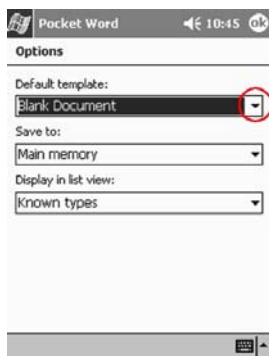 Pocket Word 10:45 ok
Options
Default template:
Blank Document
Save to:
Main memory
Display in list view:
Known types